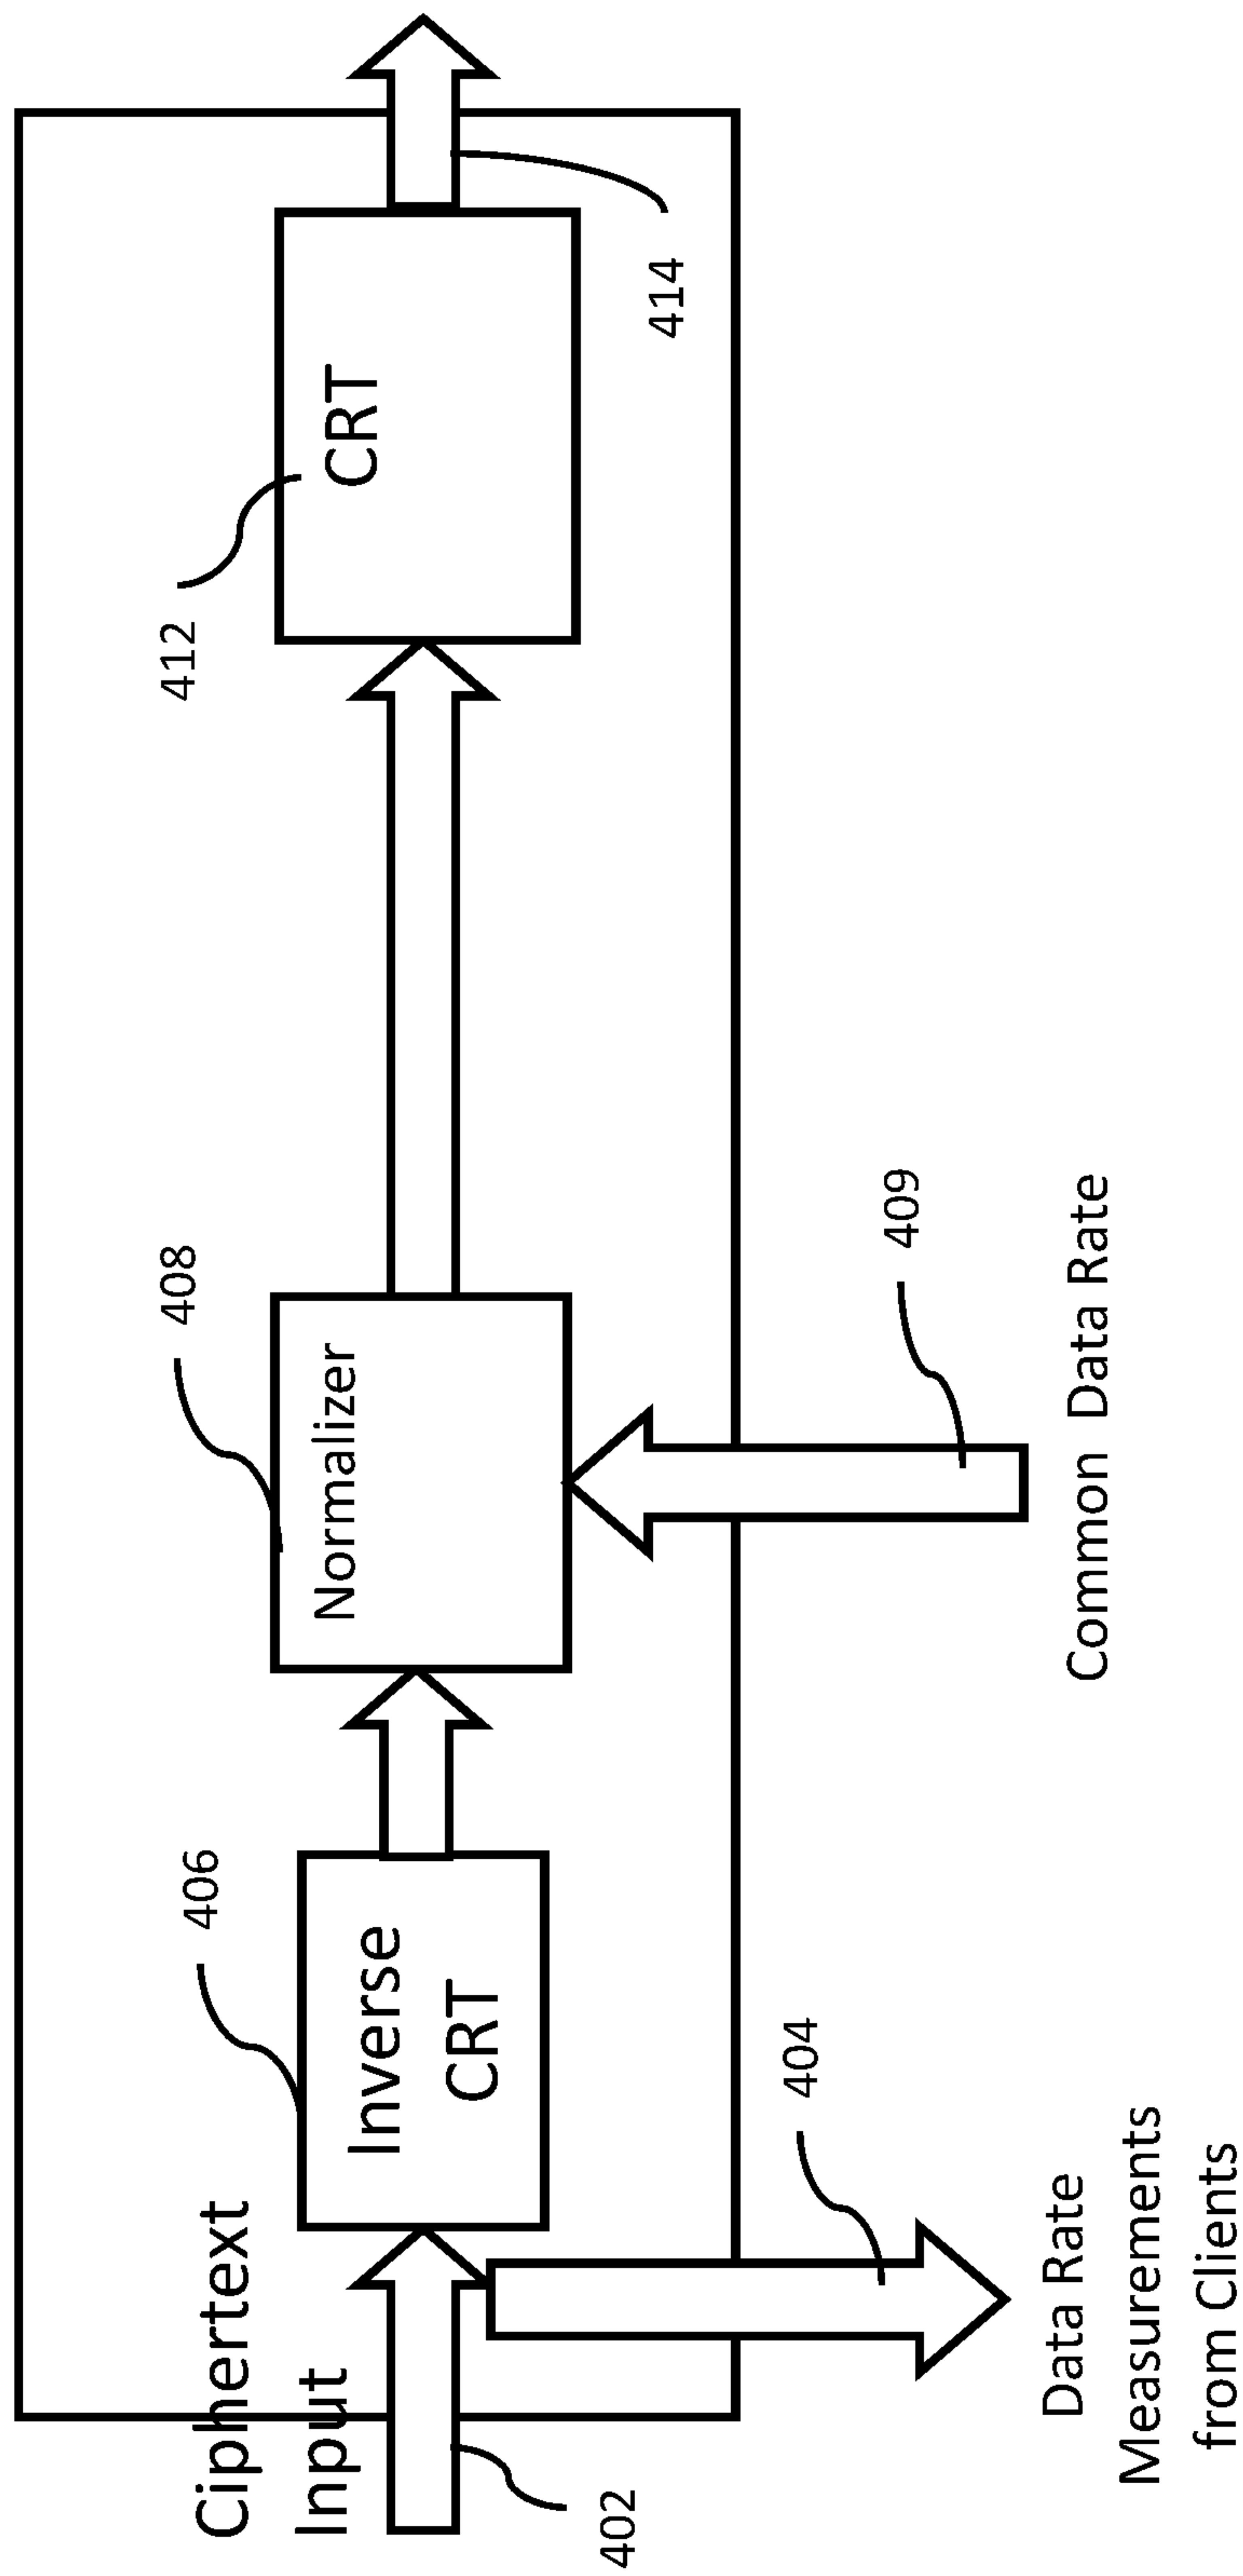 Ciphertext
Input
402
Inverse
CRT
406
404
Data Rate
Measurements
from Clients
Normalizer
408
409
Common Data Rate
CRT
412
414